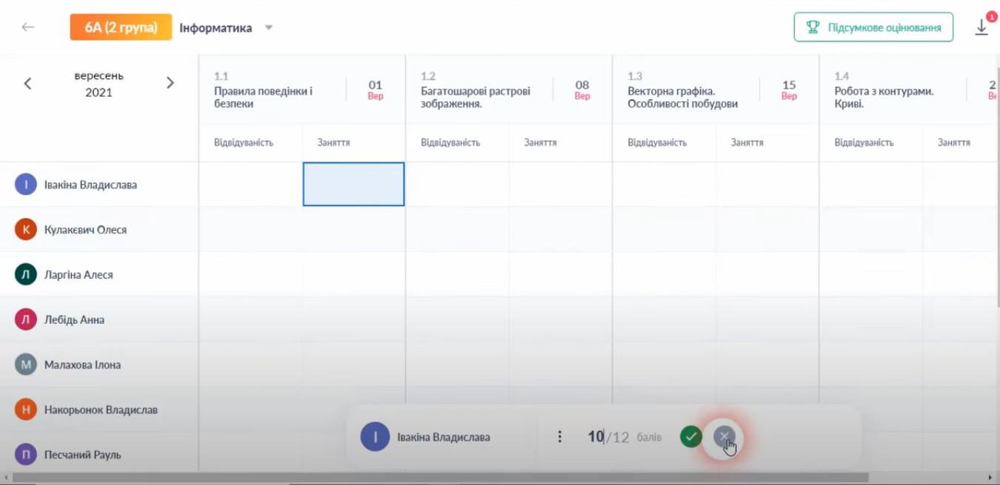 6А (2 група) Інформатика Підсумкове оцінювання 1
вересень
2021
1.1
Правила поведінки і
безпеки
01
Вер
1.2
Багатошарові растрові
зображення.
08
Вер
1.3
Векторна графіка.
Особливості побудови
15
Вер
1.4
Робота з контурами.
Криві.
2
Відвідуваність Заняття Відвідуваність Заняття Відвідуваність Заняття Відвідуваність Заняття
І Івакіна Владислава
К Кулакєвич Олеся
Л Ларгіна Алеся
Л Лебідь Анна
М Малахова Ілона
Н Накорьонок Владислав
П Песчаний Рауль
І Івакіна Владислава 10/12 балів